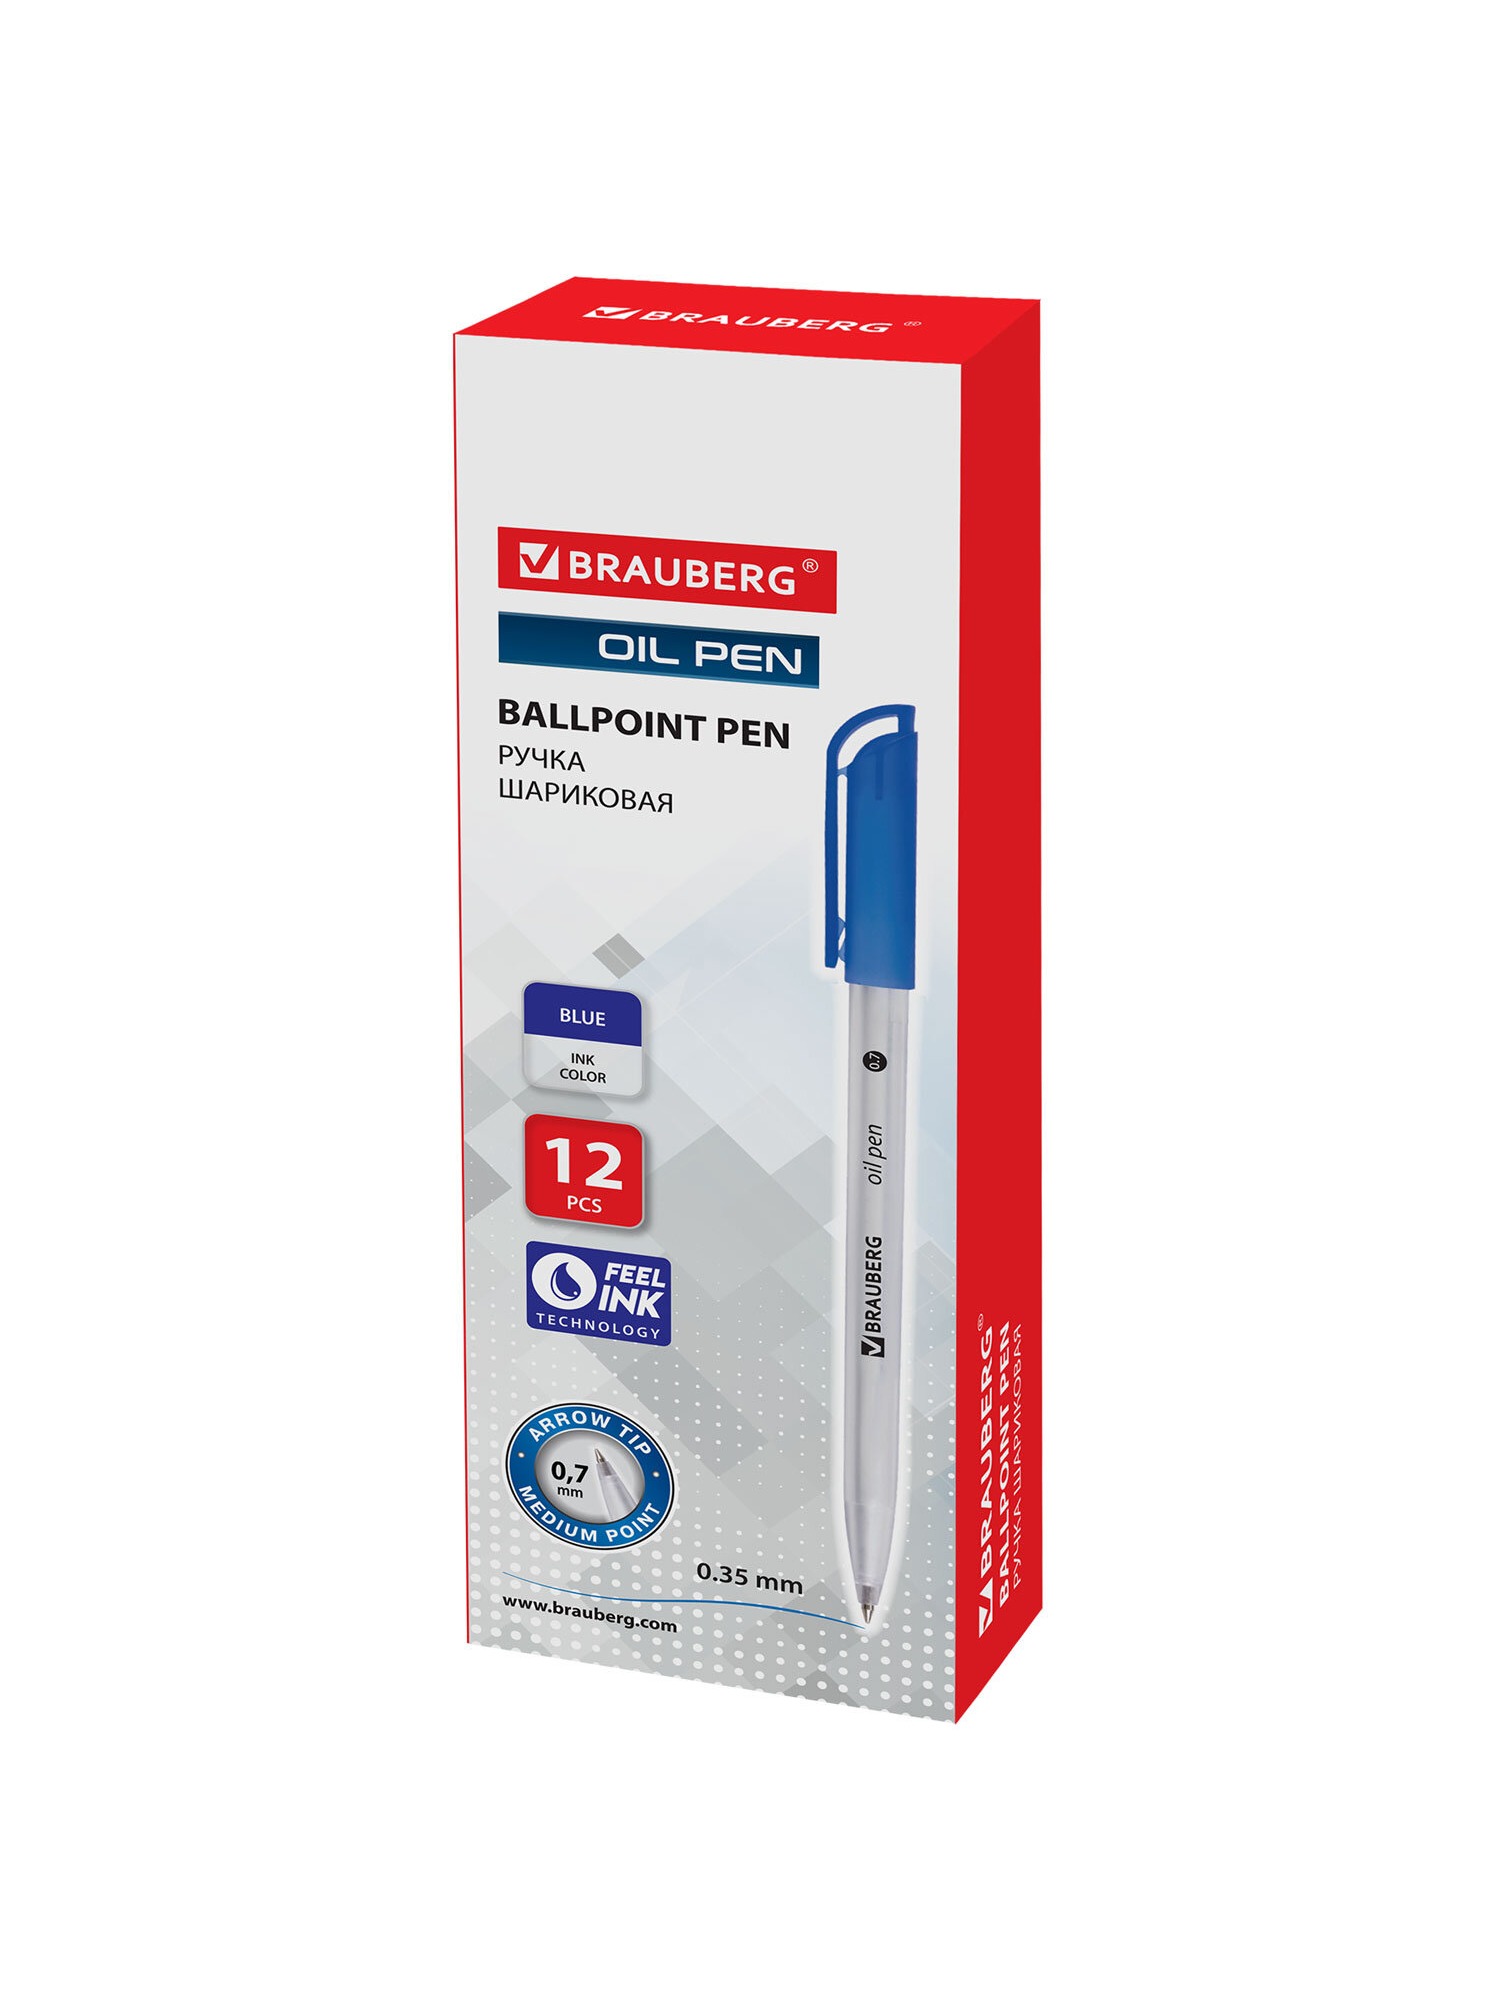 BRAUBERG ®
BRAUBERG®
OIL PEN
BALLPOINT PEN
РУЧКА
ШАРИКОВАЯ
BLUE
INK
COLOR
12
PCS
FEEL
INK
TECHNOLOGY
ARROW TIP
0,7
mm
MEDIUM POINT
0.35 mm
www.brauberg.com
0.7
oil pen
BRAUBERG
BRAUBERG®
BALLPOINT PEN
РУЧКА ШАРИКОВАЯ